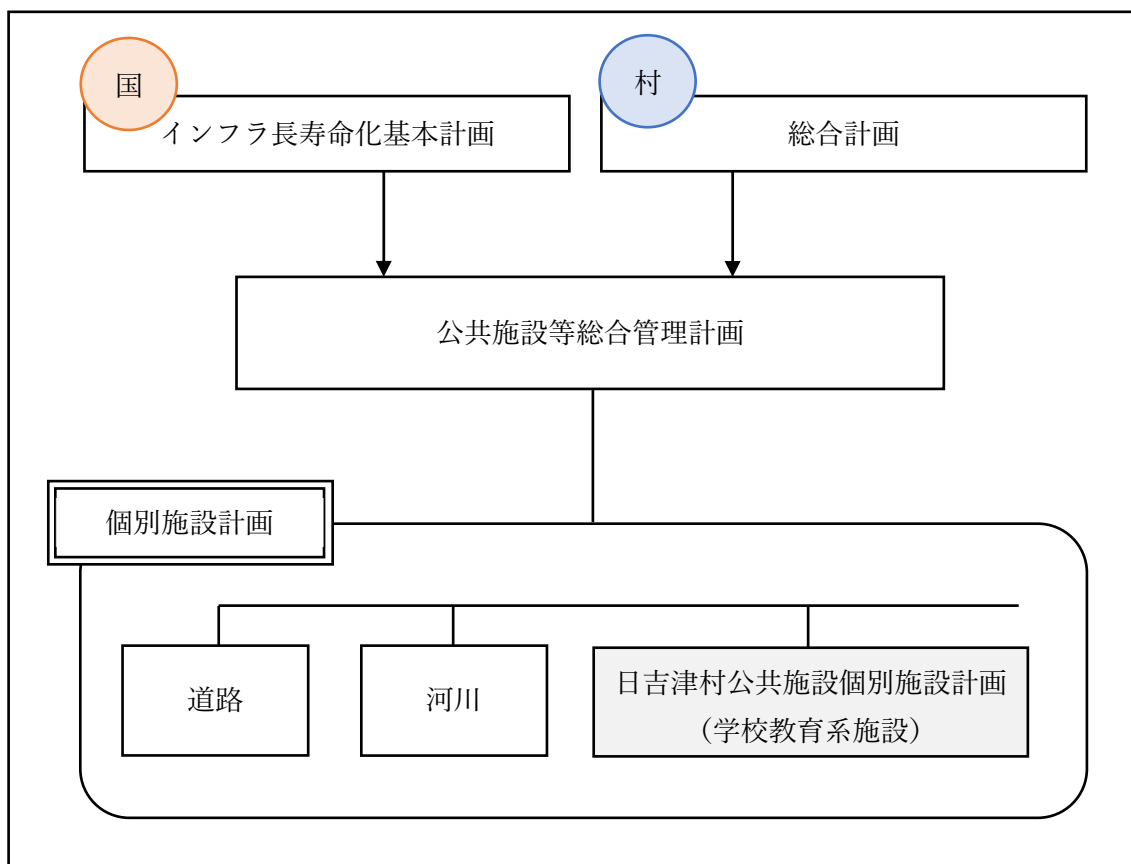 国
インフラ長寿命化基本計画
村
総合計画
公共施設等総合管理計画
個別施設計画
道路
河川
日吉津村公共施設個別施設計画
（学校教育系施設）